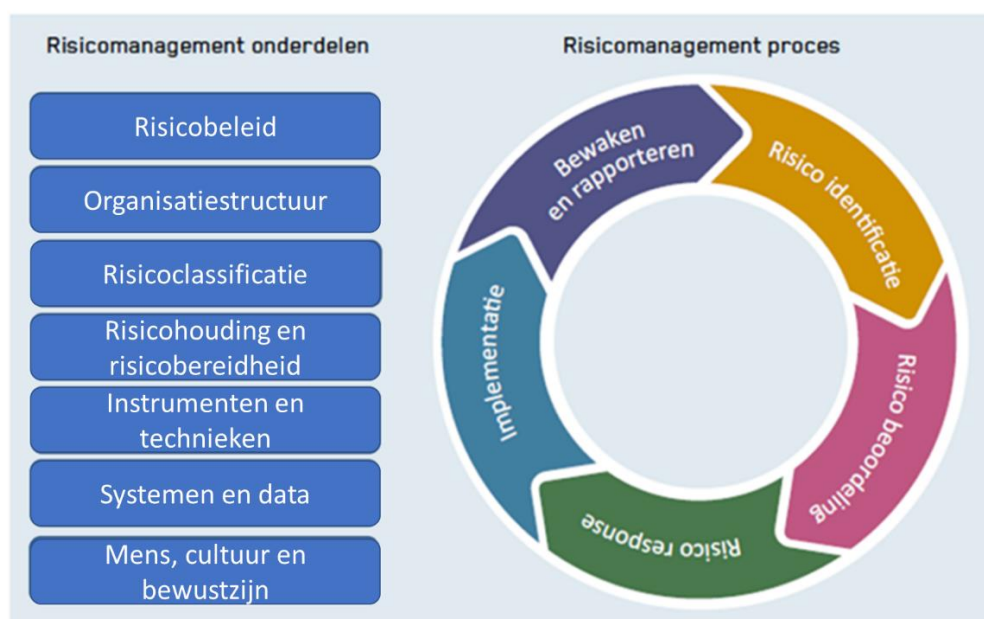 Risicomanagement onderdelen
Risicobeleid
Organisatiestructuur
Risicoclassificatie
Risicohouding en
risicobereidheid
Instrumenten en
technieken
Systemen en data
Mens, cultuur en
bewustzijn
Risicomanagement proces
Risico identificatie
Risico beoordeling
Risico response
Implementatie
Bewaken
en rapporteren